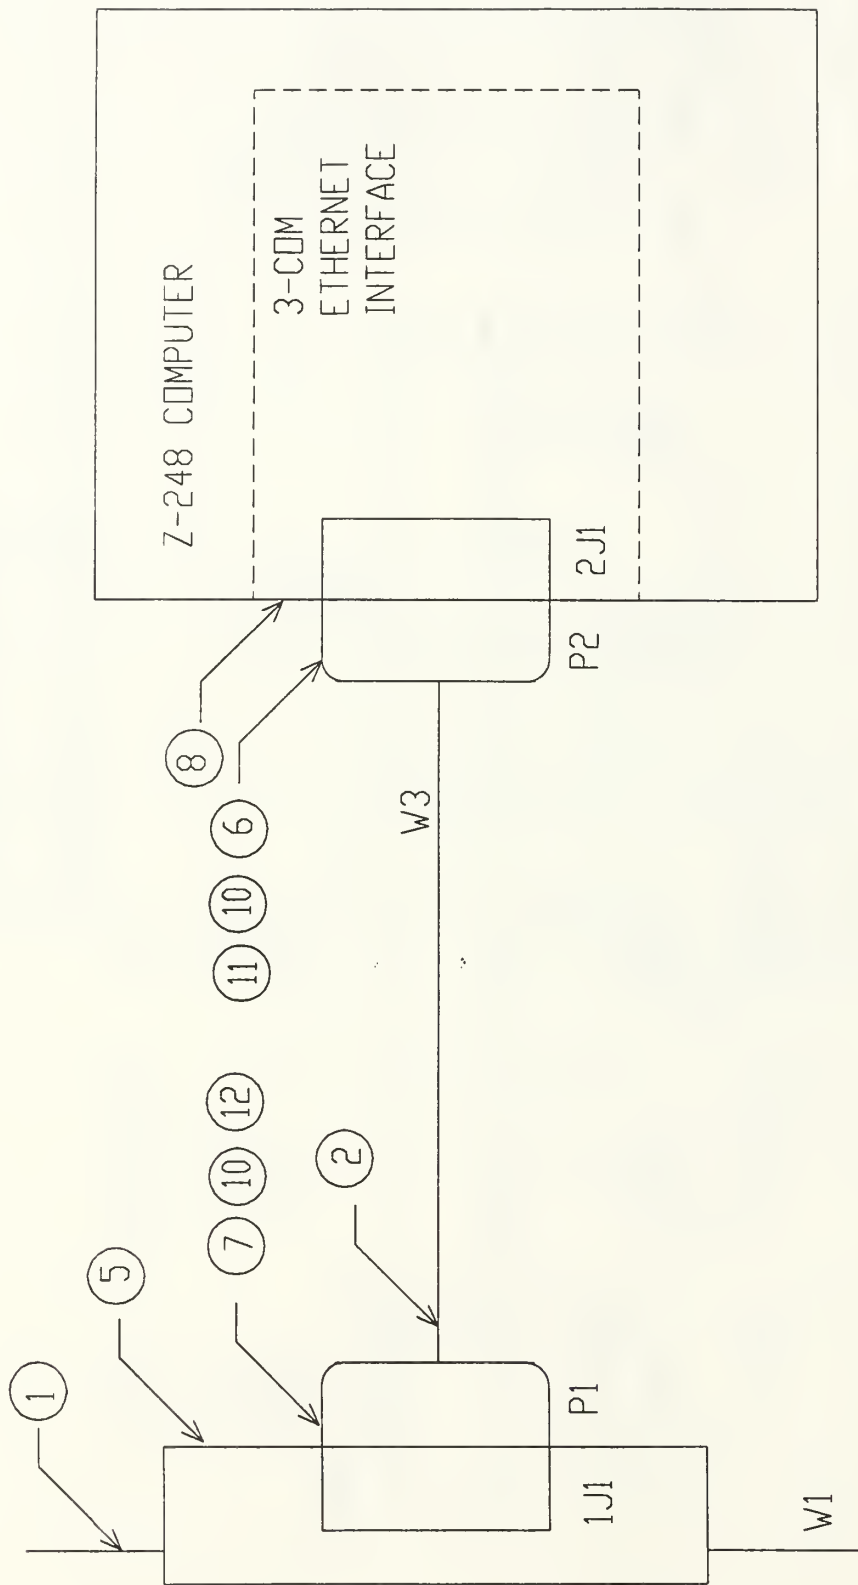 1
5
7 10 12
2
11 10 6
8
Z-248 COMPUTER
3-COM
ETHERNET
INTERFACE
W3
1J1
P1
P2
2J1
W1